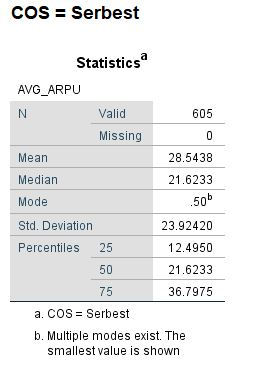 COS = Serbest
Statisticsᵃ
AVG_ARPU
N Valid 605
Missing 0
Mean 28.5438
Median 21.6233
Mode .50ᵇ
Std. Deviation 23.92420
Percentiles 25 12.4950
50 21.6233
75 36.7975
a. COS = Serbest
b. Multiple modes exist. The
smallest value is shown